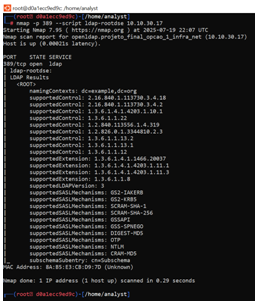 root@d0a1ecc9ed9c: /home/analyst
(root㉿d0a1ecc9ed9c)-[/home/analyst]
nmap -p 389 --script ldap-rootdse 10.10.30.17
Starting Nmap 7.95 ( https://nmap.org ) at 2025-07-19 22:07 UTC
Nmap scan report for openldap.projeto_final_opcao_1_infra_net (10.10.30.17)
Host is up (0.00021s latency).
PORT STATE SERVICE
389/tcp open ldap
| ldap-rootdse:
| LDAP Results
| <ROOT>
| namingContexts: dc=example,dc=org
| supportedControl: 2.16.840.1.113730.3.4.18
| supportedControl: 2.16.840.1.113730.3.4.2
| supportedControl: 1.3.6.1.4.1.4203.1.10.1
| supportedControl: 1.3.6.1.1.22
| supportedControl: 1.2.840.113556.1.4.319
| supportedControl: 1.2.826.0.1.3344810.2.3
| supportedControl: 1.3.6.1.1.13.2
| supportedControl: 1.3.6.1.1.13.1
| supportedControl: 1.3.6.1.1.12
| supportedExtension: 1.3.6.1.4.1.1466.20037
| supportedExtension: 1.3.6.1.4.1.4203.1.11.1
| supportedExtension: 1.3.6.1.4.1.4203.1.11.3
| supportedExtension: 1.3.6.1.1.8
| supportedLDAPVersion: 3
| supportedSASLMechanisms: GS2-IAKERB
| supportedSASLMechanisms: GS2-KRB5
| supportedSASLMechanisms: SCRAM-SHA-1
| supportedSASLMechanisms: SCRAM-SHA-256
| supportedSASLMechanisms: GSSAPI
| supportedSASLMechanisms: GSS-SPNEGO
| supportedSASLMechanisms: DIGEST-MD5
| supportedSASLMechanisms: OTP
| supportedSASLMechanisms: NTLM
| supportedSASLMechanisms: CRAM-MD5
|_ subschemaSubentry: cn=Subschema
MAC Address: 8A:B5:E3:CB:D9:7D (Unknown)
Nmap done: 1 IP address (1 host up) scanned in 0.29 seconds
(root㉿d0a1ecc9ed9c)-[/home/analyst]